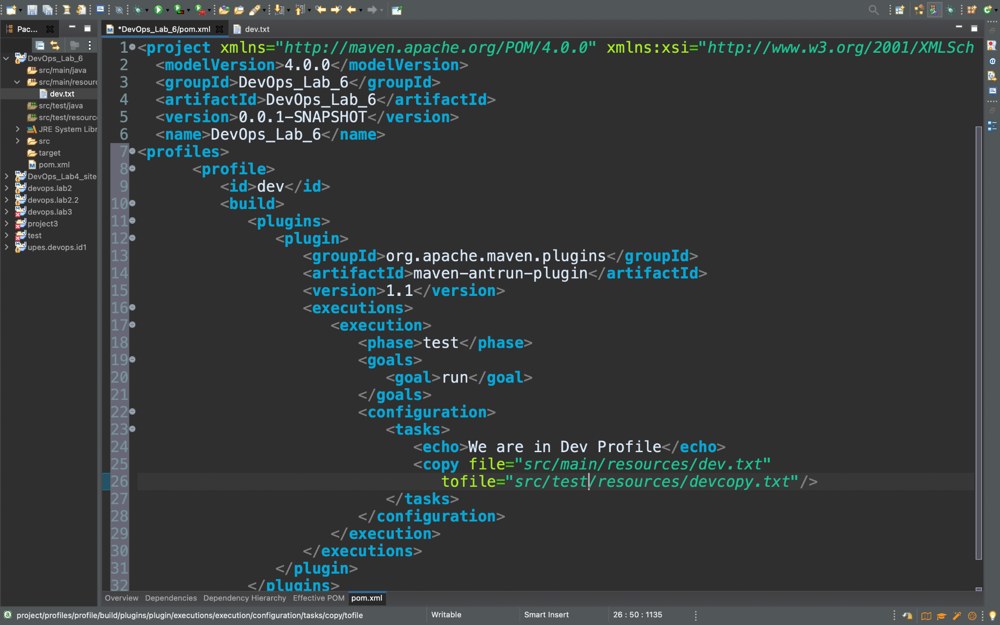 Pac...
*DevOps_Lab_6/pom.xml
dev.txt
DevOps_Lab_6
src/main/java
src/main/resourc
dev.txt
src/test/java
src/test/resourc
JRE System Libr
src
target
pom.xml
DevOps_Lab4_site
devops.lab2
devops.lab2.2
devops.lab3
project3
test
upes.devops.id1
1 <project xmlns="http://maven.apache.org/POM/4.0.0" xmlns:xsi="http://www.w3.org/2001/XMLSch
2 <modelVersion>4.0.0</modelVersion>
3 <groupId>DevOps_Lab_6</groupId>
4 <artifactId>DevOps_Lab_6</artifactId>
5 <version>0.0.1-SNAPSHOT</version>
6 <name>DevOps_Lab_6</name>
7 <profiles>
8 <profile>
9 <id>dev</id>
10 <build>
11 <plugins>
12 <plugin>
13 <groupId>org.apache.maven.plugins</groupId>
14 <artifactId>maven-antrun-plugin</artifactId>
15 <version>1.1</version>
16 <executions>
17 <execution>
18 <phase>test</phase>
19 <goals>
20 <goal>run</goal>
21 </goals>
22 <configuration>
23 <tasks>
24 <echo>We are in Dev Profile</echo>
25 <copy file="src/main/resources/dev.txt"
26 tofile="src/test/resources/devcopy.txt"/>
27 </tasks>
28 </configuration>
29 </execution>
30 </executions>
31 </plugin>
32 </plugins>
Overview Dependencies Dependency Hierarchy Effective POM pom.xml
project/profiles/profile/build/plugins/plugin/executions/execution/configuration/tasks/copy/tofile
Writable
Smart Insert
26 : 50 : 1135